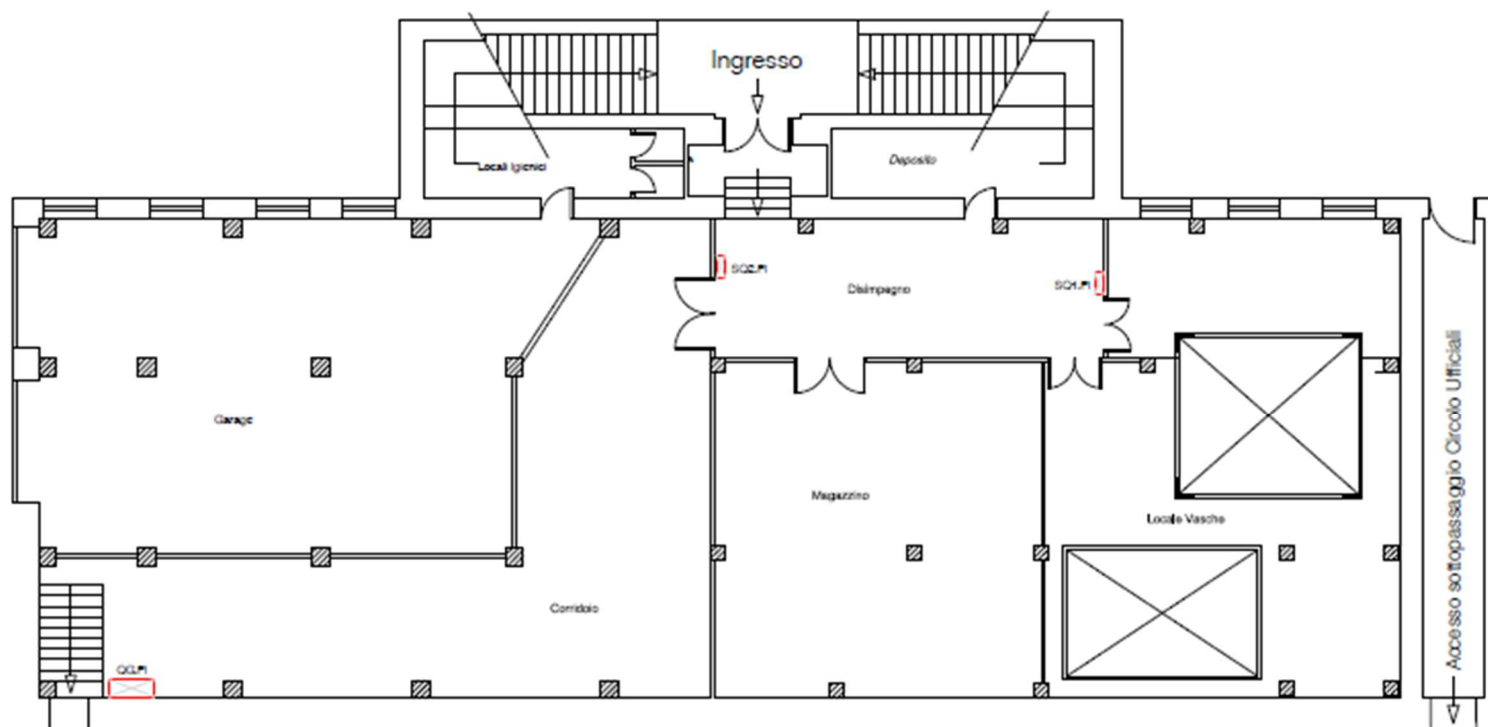 Ingresso
Locali Igienici
Deposito
SQ2.PI
SQ1.PI
Disimpegno
Garage
Magazzino
Locale Vasche
Corridoio
QG.PI
Accesso sottopassaggio Circolo Ufficiali